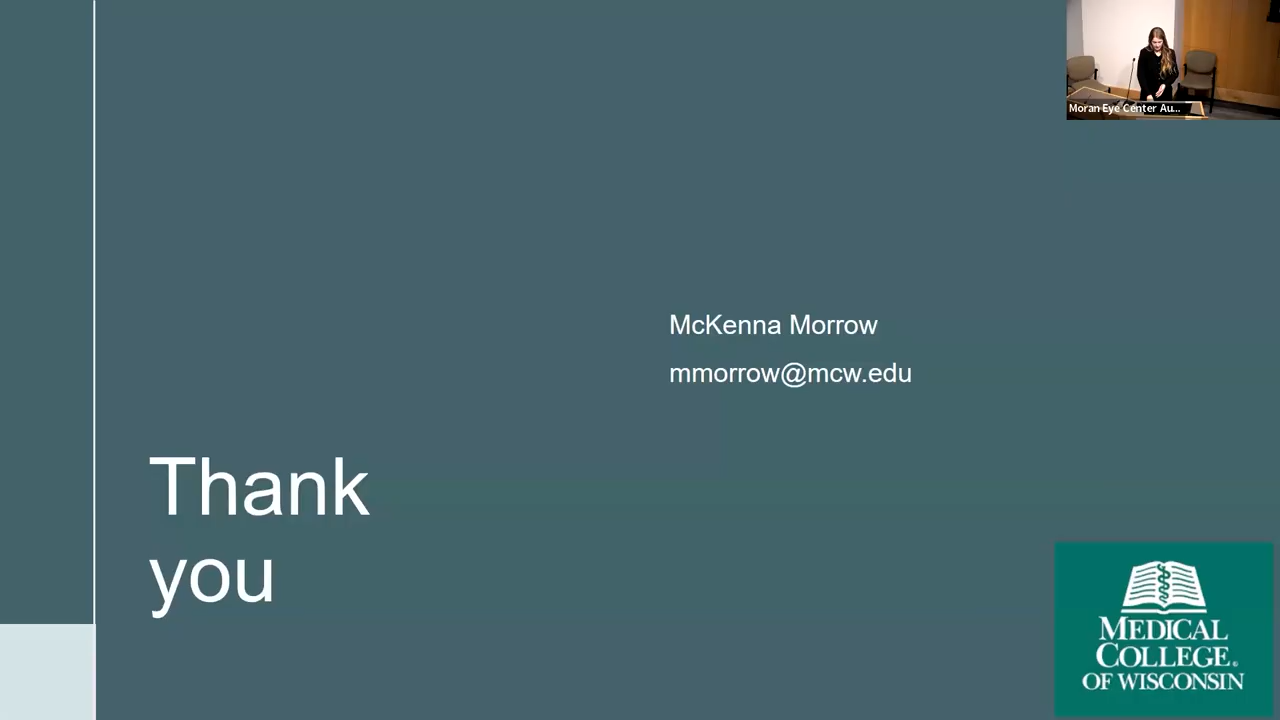 Moran Eye Center Au...
McKenna Morrow
mmorrow@mcw.edu
Thank
you
MEDICAL
COLLEGE®
OF WISCONSIN